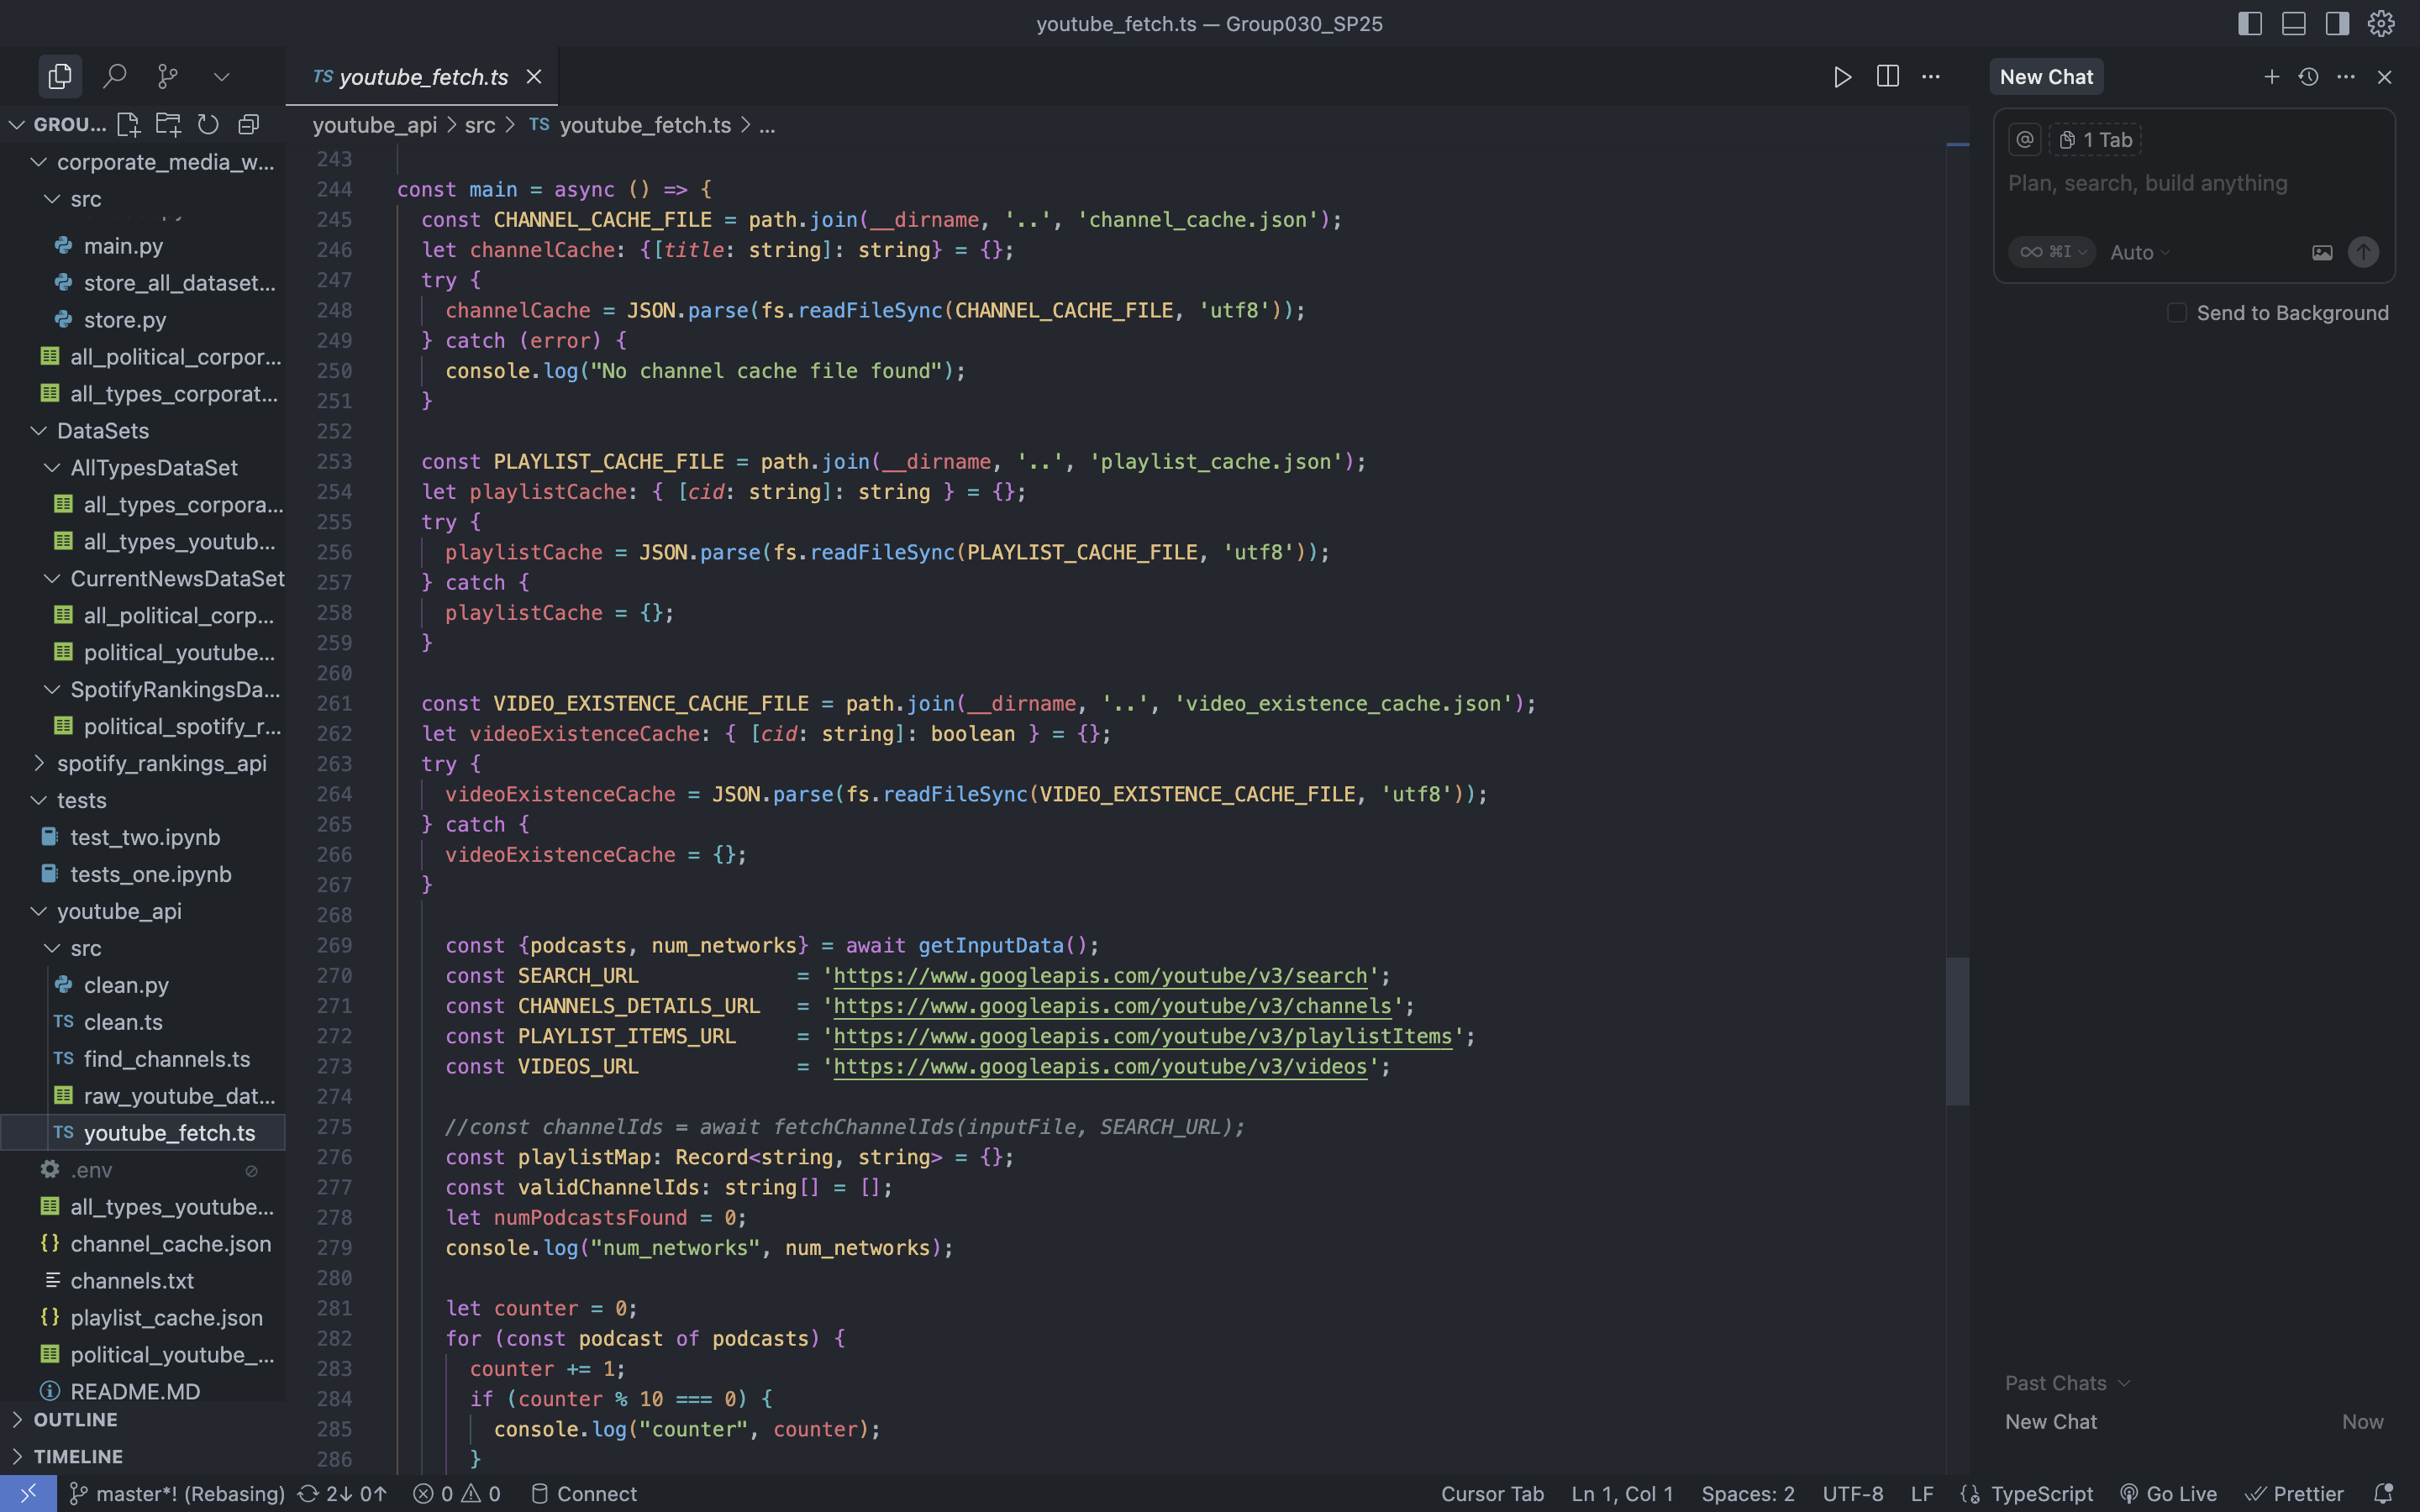 youtube_fetch.ts — Group030_SP25
TS youtube_fetch.ts
New Chat
GROU...
youtube_api > src > TS youtube_fetch.ts > ...
@ 1 Tab
Plan, search, build anything
∞ ⌘I Auto
Send to Background
corporate_media_w...
src
main.py
store_all_dataset...
store.py
all_political_corpor...
all_types_corporat...
DataSets
AllTypesDataSet
all_types_corpora...
all_types_youtub...
CurrentNewsDataSet
all_political_corp...
political_youtube...
SpotifyRankingsDa...
political_spotify_r...
spotify_rankings_api
tests
test_two.ipynb
tests_one.ipynb
youtube_api
src
clean.py
TS clean.ts
TS find_channels.ts
raw_youtube_dat...
TS youtube_fetch.ts
.env
all_types_youtube...
{} channel_cache.json
channels.txt
{} playlist_cache.json
political_youtube_...
README.MD
OUTLINE
TIMELINE
243
244 const main = async () => {
245 const CHANNEL_CACHE_FILE = path.join(__dirname, '..', 'channel_cache.json');
246 let channelCache: {[title: string]: string} = {};
247 try {
248 channelCache = JSON.parse(fs.readFileSync(CHANNEL_CACHE_FILE, 'utf8'));
249 } catch (error) {
250 console.log("No channel cache file found");
251 }
252
253 const PLAYLIST_CACHE_FILE = path.join(__dirname, '..', 'playlist_cache.json');
254 let playlistCache: { [cid: string]: string } = {};
255 try {
256 playlistCache = JSON.parse(fs.readFileSync(PLAYLIST_CACHE_FILE, 'utf8'));
257 } catch {
258 playlistCache = {};
259 }
260
261 const VIDEO_EXISTENCE_CACHE_FILE = path.join(__dirname, '..', 'video_existence_cache.json');
262 let videoExistenceCache: { [cid: string]: boolean } = {};
263 try {
264 videoExistenceCache = JSON.parse(fs.readFileSync(VIDEO_EXISTENCE_CACHE_FILE, 'utf8'));
265 } catch {
266 videoExistenceCache = {};
267 }
268
269 const {podcasts, num_networks} = await getInputData();
270 const SEARCH_URL = 'https://www.googleapis.com/youtube/v3/search';
271 const CHANNELS_DETAILS_URL = 'https://www.googleapis.com/youtube/v3/channels';
272 const PLAYLIST_ITEMS_URL = 'https://www.googleapis.com/youtube/v3/playlistItems';
273 const VIDEOS_URL = 'https://www.googleapis.com/youtube/v3/videos';
274
275 //const channelIds = await fetchChannelIds(inputFile, SEARCH_URL);
276 const playlistMap: Record<string, string> = {};
277 const validChannelIds: string[] = [];
278 let numPodcastsFound = 0;
279 console.log("num_networks", num_networks);
280
281 let counter = 0;
282 for (const podcast of podcasts) {
283 counter += 1;
284 if (counter % 10 === 0) {
285 console.log("counter", counter);
286 }
Past Chats
New Chat Now
master*! (Rebasing) 2↓ 0↑ 0 0 Connect
Cursor Tab Ln 1, Col 1 Spaces: 2 UTF-8 LF TypeScript Go Live Prettier